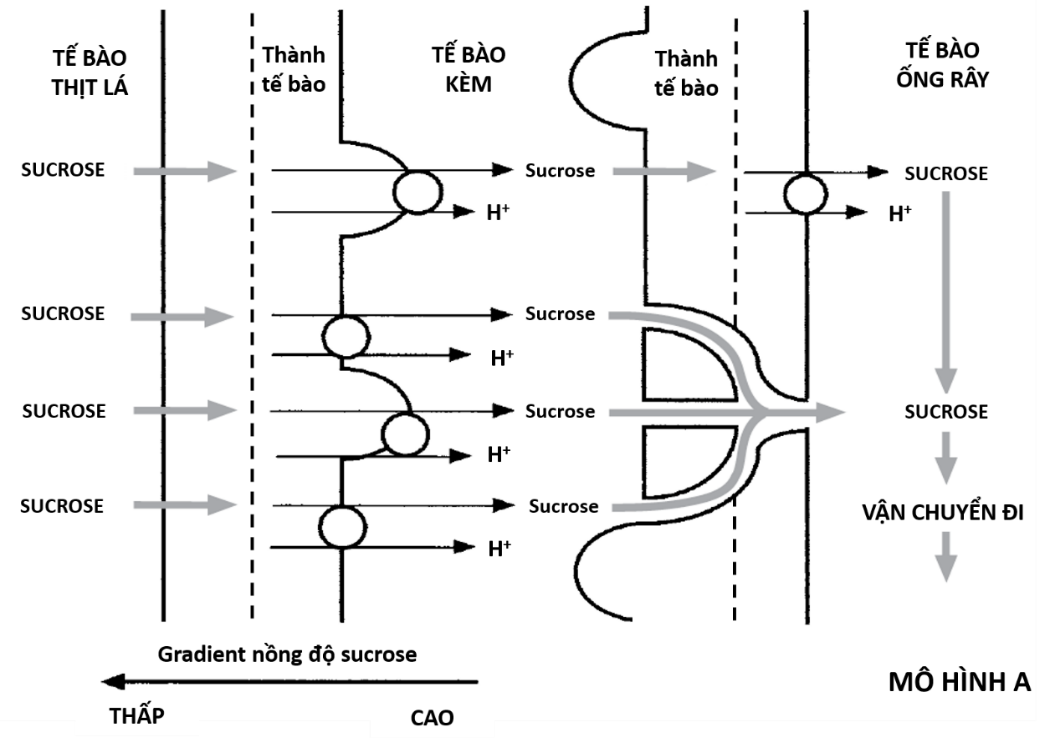 TẾ BÀO
THỊT LÁ
Thành
tế bào
TẾ BÀO
KÈM
Thành
tế bào
TẾ BÀO
ỐNG RÂY
SUCROSE
Sucrose
SUCROSE
H⁺
H⁺
SUCROSE
Sucrose
H⁺
SUCROSE
Sucrose
SUCROSE
H⁺
SUCROSE
Sucrose
VẬN CHUYỂN ĐI
H⁺
Gradient nồng độ sucrose
THẤP
CAO
MÔ HÌNH A